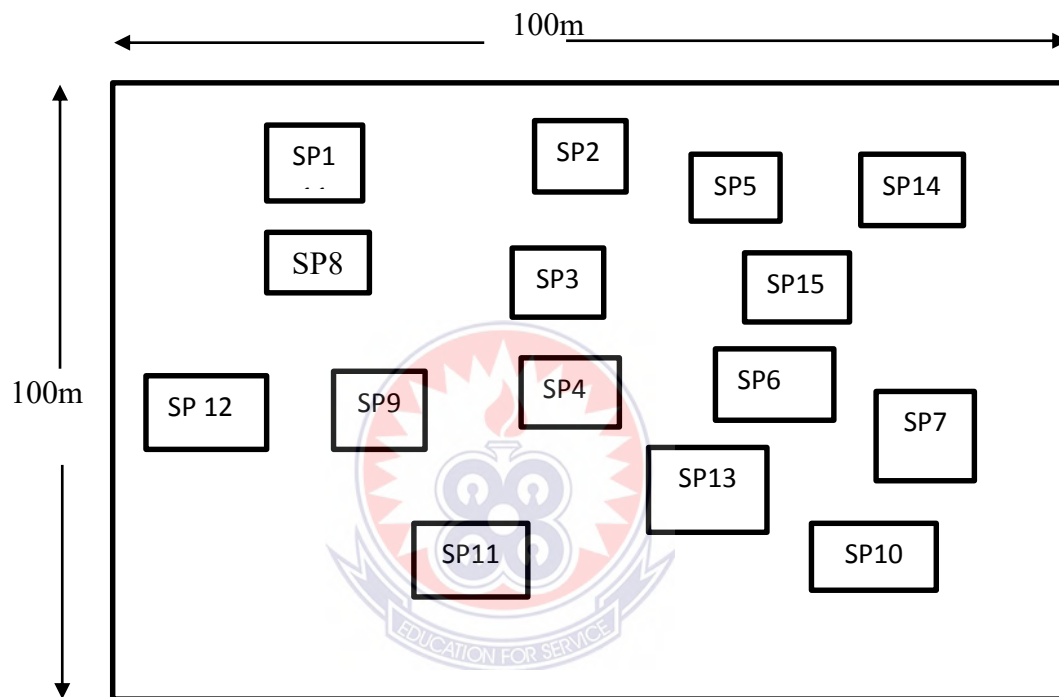 100m
SP1
SP2
SP5
SP14
SP8
SP3
SP15
100m
SP 12
SP9
SP4
SP6
SP7
SP13
SP11
SP10
EDUCATION FOR SERVICE